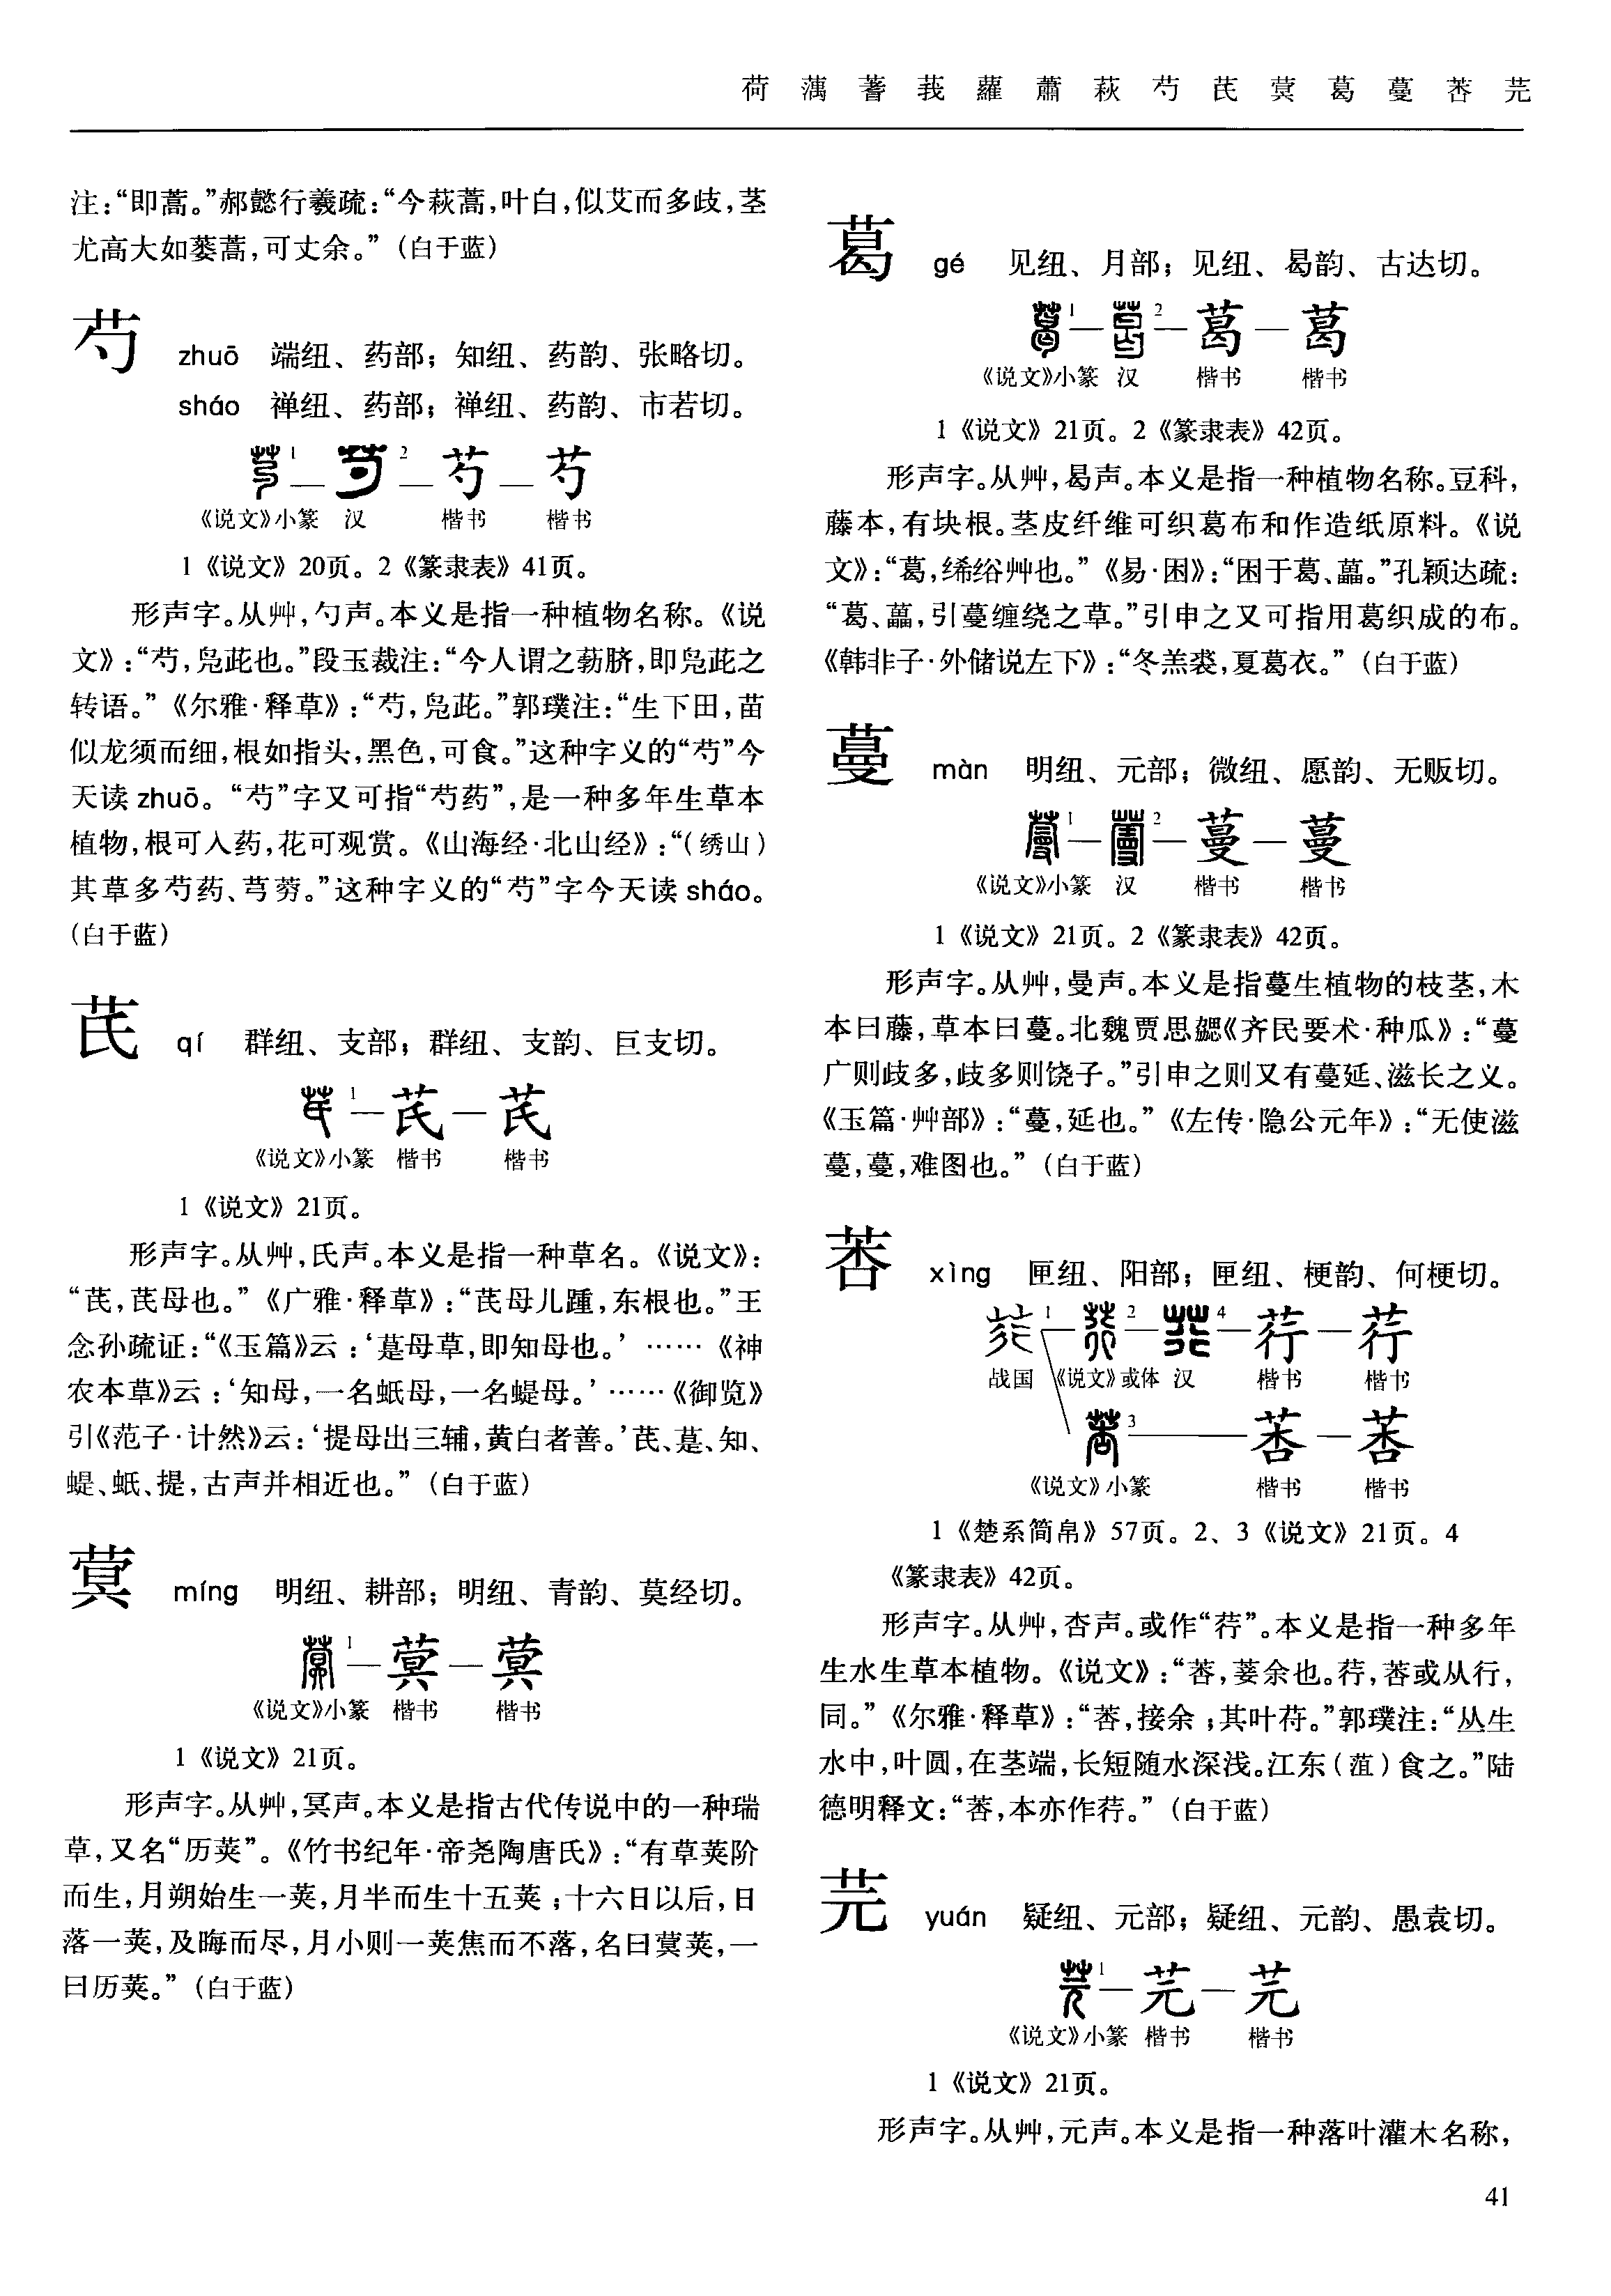 荷 蕅 蓍 莪 蘿 蕭 萩 芍 芪 蓂 葛 蔓 莕 芫
注：“即蒿。”郝懿行羲疏：“今萩蒿，叶白，似艾而多歧，茎
尤高大如蒌蒿，可丈余。”（白于蓝）
芍 zhuō 端纽、药部；知纽、药韵、张略切。
sháo 禅纽、药部；禅纽、药韵、市若切。
1 — 2 — 芍 — 芍
《说文》小篆 汉 楷书 楷书
1《说文》20页。2《篆隶表》41页。
形声字。从艸，勺声。本义是指一种植物名称。《说
文》：“芍，凫茈也。”段玉裁注：“今人谓之葧脐，即凫茈之
转语。”《尔雅·释草》：“芍，凫茈。”郭璞注：“生下田，苗
似龙须而细，根如指头，黑色，可食。”这种字义的“芍”今
天读 zhuō。“芍”字又可指“芍药”，是一种多年生草本
植物，根可入药，花可观赏。《山海经·北山经》：“（绣山）
其草多芍药、芎䓖。”这种字义的“芍”字今天读 sháo。
（白于蓝）
芪 qí 群纽、支部；群纽、支韵、巨支切。
1 — 芪 — 芪
《说文》小篆 楷书 楷书
1《说文》21页。
形声字。从艸，氏声。本义是指一种草名。《说文》：
“芪，芪母也。”《广雅·释草》：“芪母儿踵，东根也。”王
念孙疏证：“《玉篇》云：‘莡母草，即知母也。’……《神
农本草》云：‘知母，一名蚔母，一名蝭母。’……《御览》
引《范子·计然》云：‘提母出三辅，黄白者善。’芪、莡、知、
蝭、蚔、提，古声并相近也。”（白于蓝）
蓂 míng 明纽、耕部；明纽、青韵、莫经切。
1 — 蓂 — 蓂
《说文》小篆 楷书 楷书
1《说文》21页。
形声字。从艸，冥声。本义是指古代传说中的一种瑞
草，又名“历荚”。《竹书纪年·帝尧陶唐氏》：“有草荚阶
而生，月朔始生一荚，月半而生十五荚；十六日以后，日
落一荚，及晦而尽，月小则一荚焦而不落，名曰蓂荚，一
曰历荚。”（白于蓝）
葛 gé 见纽、月部；见纽、曷韵、古达切。
1 — 2 — 葛 — 葛
《说文》小篆 汉 楷书 楷书
1《说文》21页。2《篆隶表》42页。
形声字。从艸，曷声。本义是指一种植物名称。豆科，
藤本，有块根。茎皮纤维可织葛布和作造纸原料。《说
文》：“葛，絺绤艸也。”《易·困》：“困于葛、藟。”孔颖达疏：
“葛、藟，引蔓缠绕之草。”引申之又可指用葛织成的布。
《韩非子·外储说左下》：“冬羔裘，夏葛衣。”（白于蓝）
蔓 màn 明纽、元部；微纽、愿韵、无贩切。
1 — 2 — 蔓 — 蔓
《说文》小篆 汉 楷书 楷书
1《说文》21页。2《篆隶表》42页。
形声字。从艸，曼声。本义是指蔓生植物的枝茎，木
本曰藤，草本曰蔓。北魏贾思勰《齐民要术·种瓜》：“蔓
广则歧多，歧多则饶子。”引申之则又有蔓延、滋长之义。
《玉篇·艸部》：“蔓，延也。”《左传·隐公元年》：“无使滋
蔓，蔓，难图也。”（白于蓝）
莕 xìng 匣纽、阳部；匣纽、梗韵、何梗切。
1 — 2 — 4 — 荇 — 荇
战国 《说文》或体 汉 楷书 楷书
3 — 莕 — 莕
《说文》小篆 楷书 楷书
1《楚系简帛》57页。2、3《说文》21页。4
《篆隶表》42页。
形声字。从艸，杏声。或作“荇”。本义是指一种多年
生水生草本植物。《说文》：“莕，菨余也。荇，莕或从行，
同。”《尔雅·释草》：“莕，接余；其叶苻。”郭璞注：“丛生
水中，叶圆，在茎端，长短随水深浅。江东（菹）食之。”陆
德明释文：“莕，本亦作荇。”（白于蓝）
芫 yuán 疑纽、元部；疑纽、元韵、愚袁切。
1 — 芫 — 芫
《说文》小篆 楷书 楷书
1《说文》21页。
形声字。从艸，元声。本义是指一种落叶灌木名称，
41